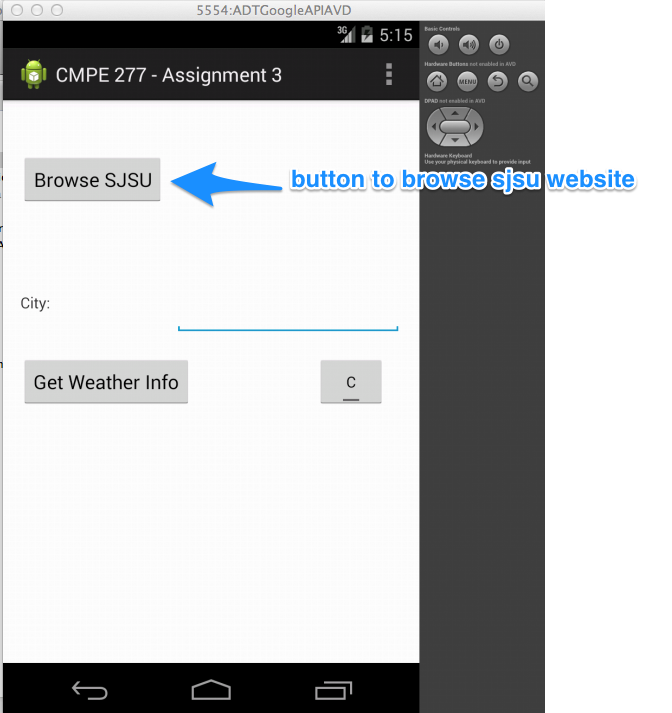 5554:ADTGoogleAPIAVD
3G 5:15
CMPE 277 - Assignment 3
Basic Controls
Hardware Buttons not enabled in AVD
MENU
DPAD not enabled in AVD
Hardware Keyboard
Use your physical keyboard to provide input
Browse SJSU
button to browse sjsu website
City:
Get Weather Info
C